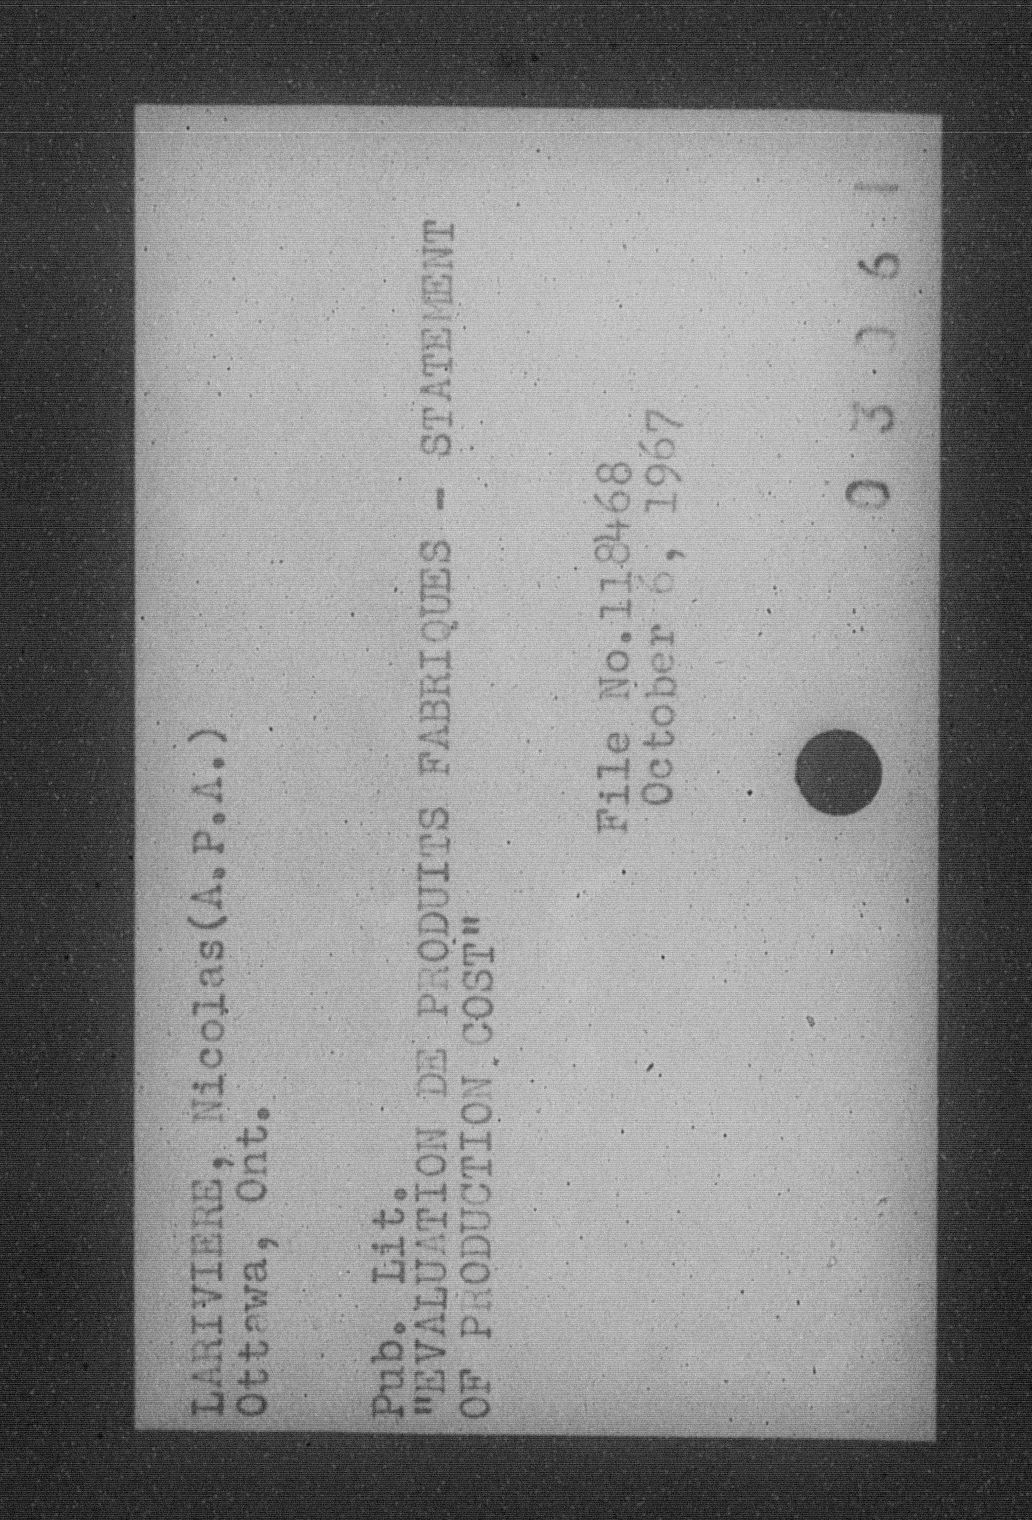 LARIVIERE, Nicolas(A.P.A.)
Ottawa, Ont.
Pub. Lit.
"EVALUATION DE PRODUITS FABRIQUES - STATEMENT
OF PRODUCTION COST"
File No.118468
October 6, 1967